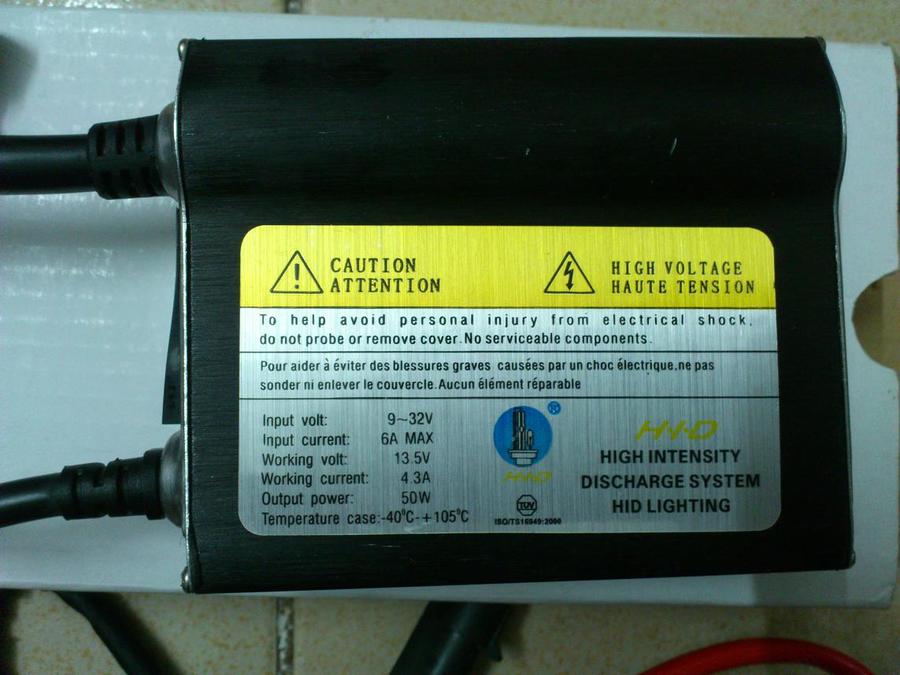 CAUTION
ATTENTION
HIGH VOLTAGE
HAUTE TENSION
To help avoid personal injury from electrical shock,
do not probe or remove cover. No serviceable components.
Pour aider à éviter des blessures graves causées par un choc électrique, ne pas
sonder ni enlever le couvercle. Aucun élément réparable
Input volt: 9~32V
Input current: 6A MAX
Working volt: 13.5V
Working current: 4.3A
Output power: 50W
Temperature case: -40°C-+105°C
®
H-I-D
TUV
ISO/TS16949:2000
H-I-D
HIGH INTENSITY
DISCHARGE SYSTEM
HID LIGHTING